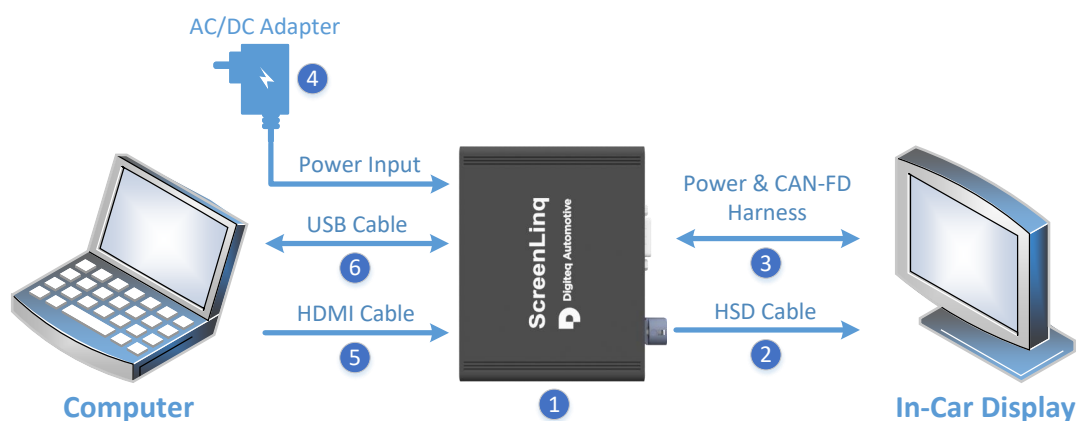 AC/DC Adapter
4
Power Input
USB Cable
6
HDMI Cable
5
Computer
ScreenLinq
Digiteq Automotive
1
Power & CAN-FD
Harness
3
HSD Cable
2
In-Car Display